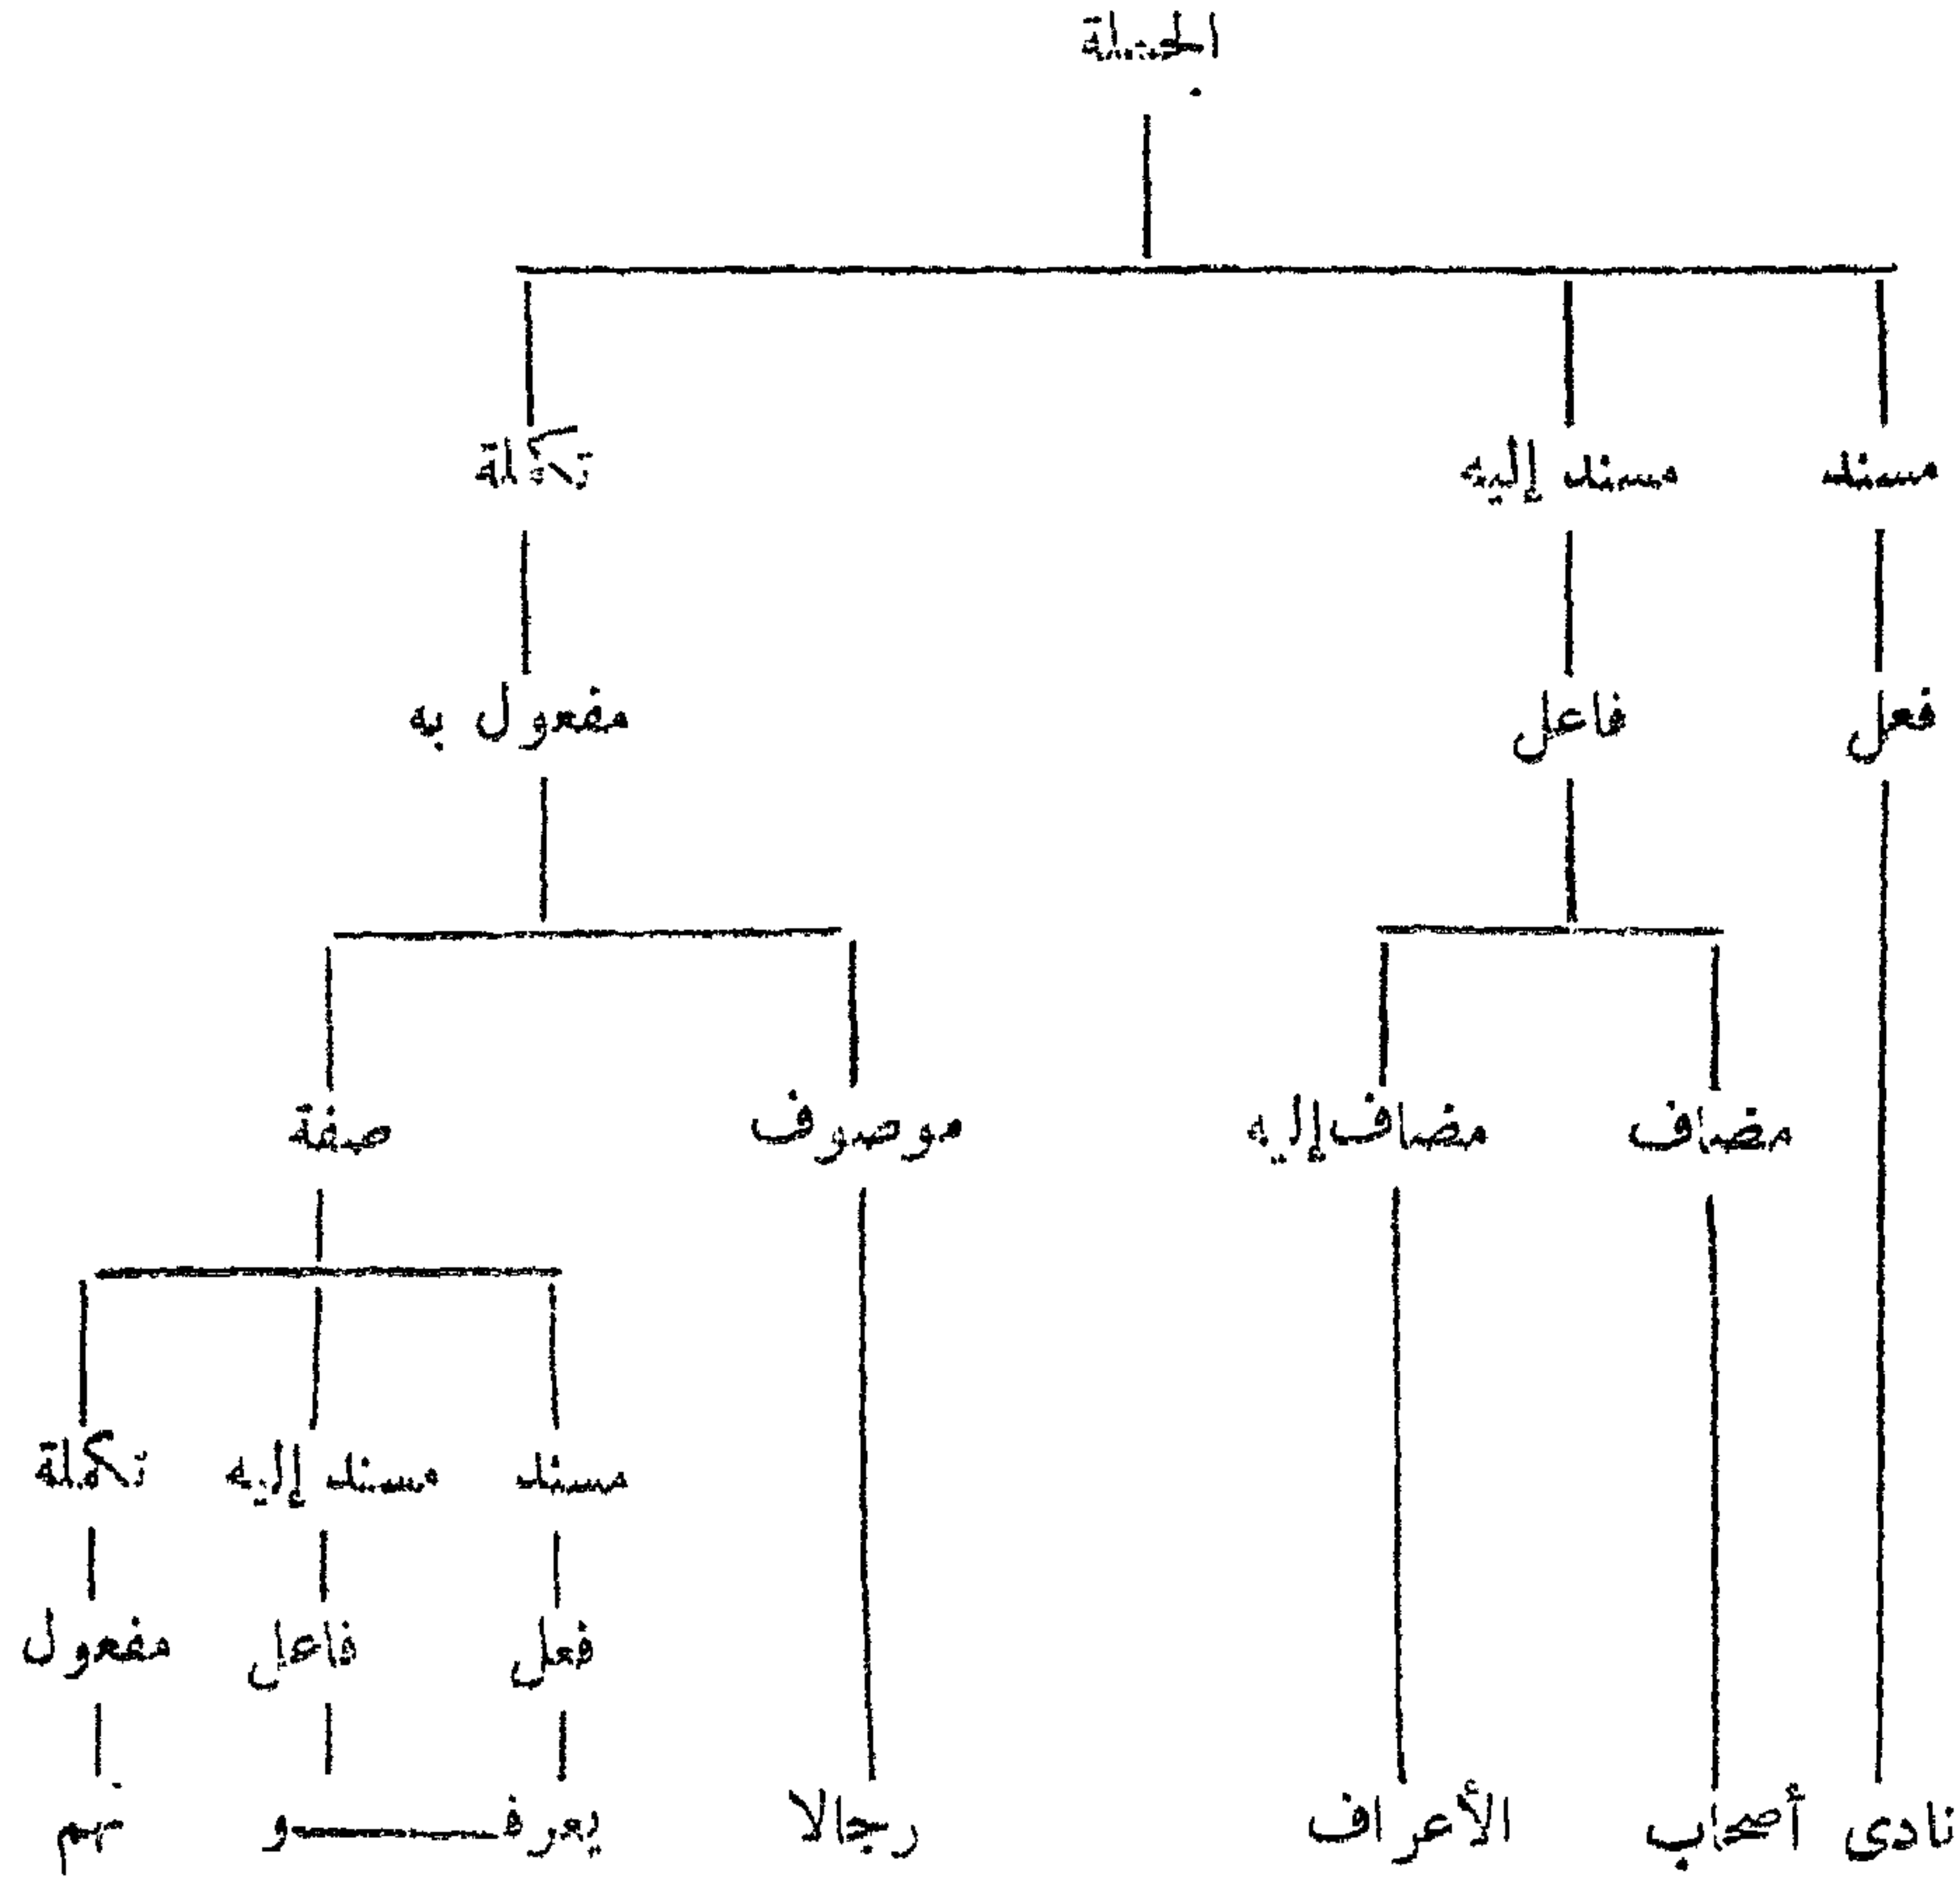 الجملة
مسند مسند إليه تكملة
فعل فاعل مفعول به
مضاف مضاف إليه موصوف صفة
مسند مسند إليه تكملة
فعل فاعل مفعول
نادى أصحاب الأعراف رجالا يعرفـــو نهم